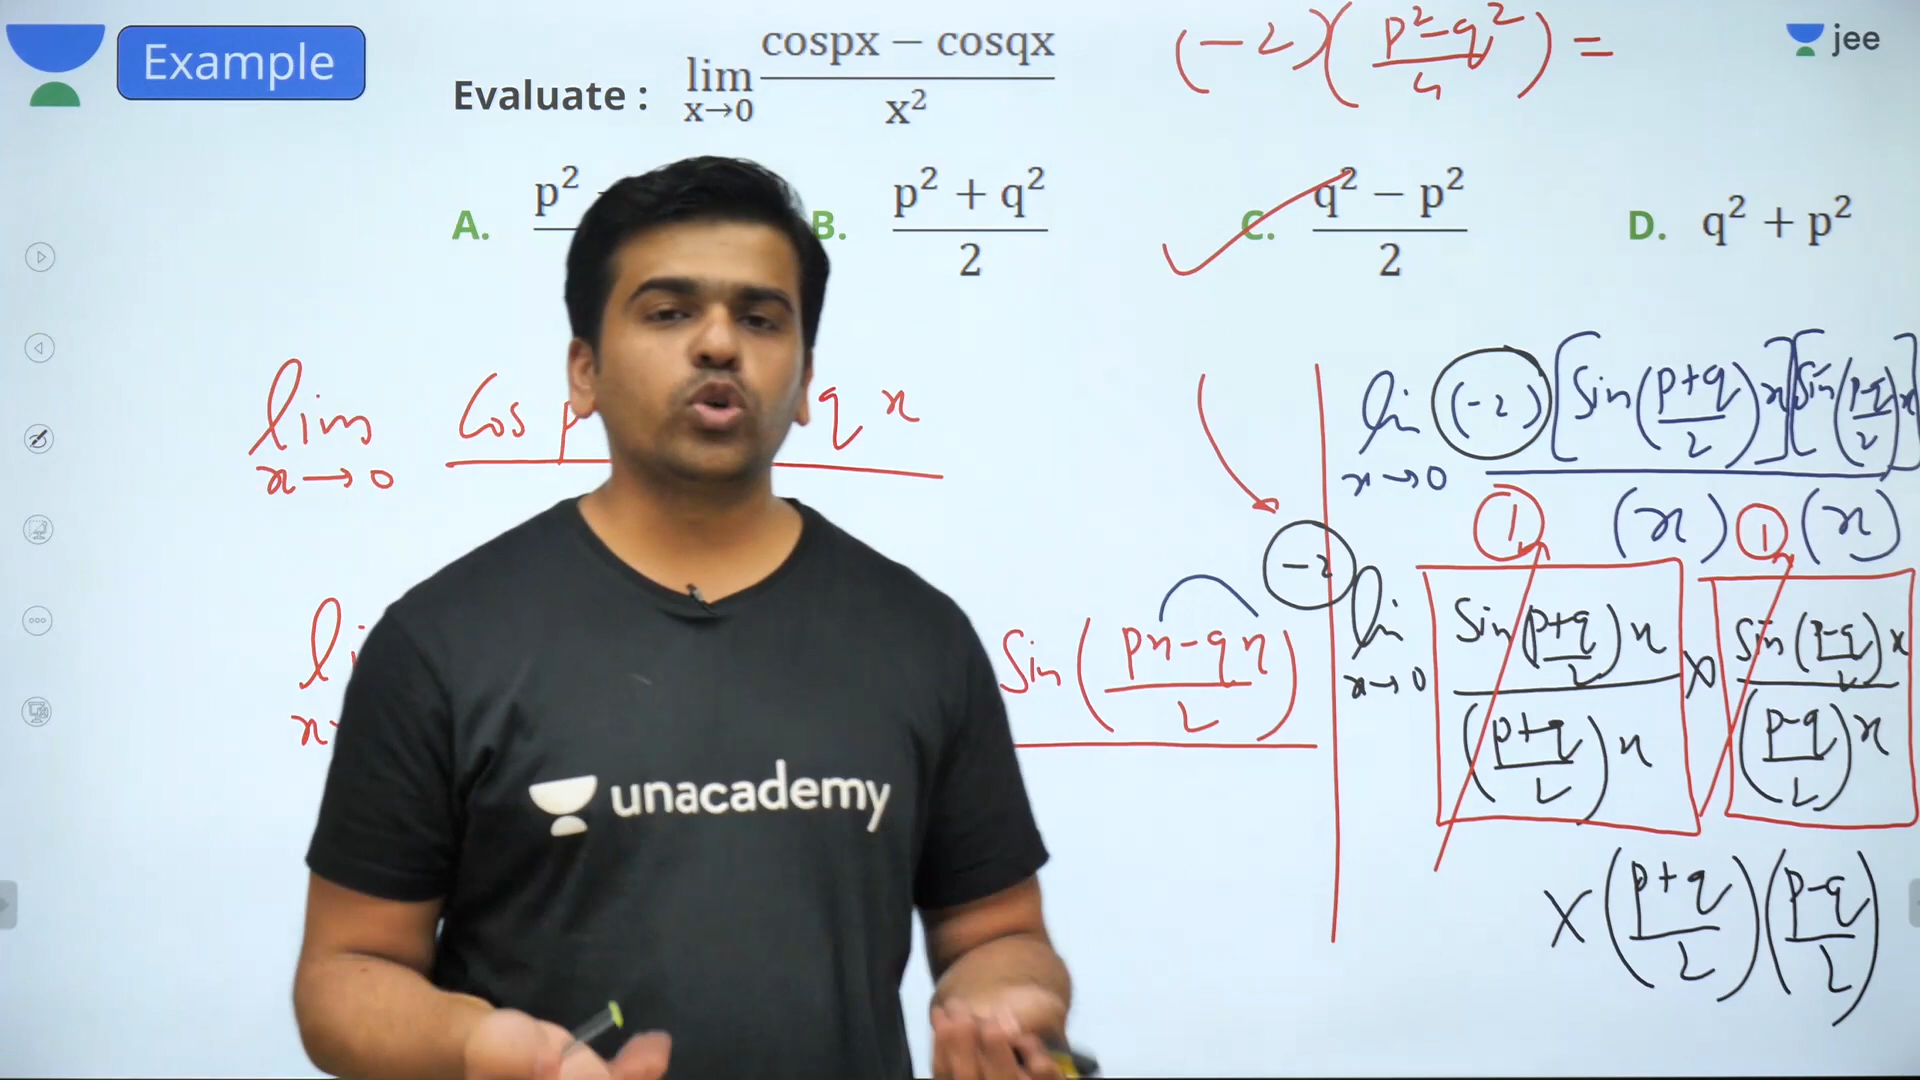 Example
Evaluate : lim x→0 cospx − cosqx / x²
(−2)(p²−q² / 4) =
jee
A. p²
B. p² + q² / 2
C. q² − p² / 2
D. q² + p²
lim x→0 Cos p q x
lim x→0 (−2) [Sin(p+q / 2)x] [Sin(p−q / 2)x] / (x) (x)
1 1
li Sin(px−qx / 2)
x
−2 lim x→0 Sin(p+q / 2)x / (p+q / 2)x × Sin(p−q / 2)x / (p−q / 2)x
× (p+q / 2) (p−q / 2)
unacademy